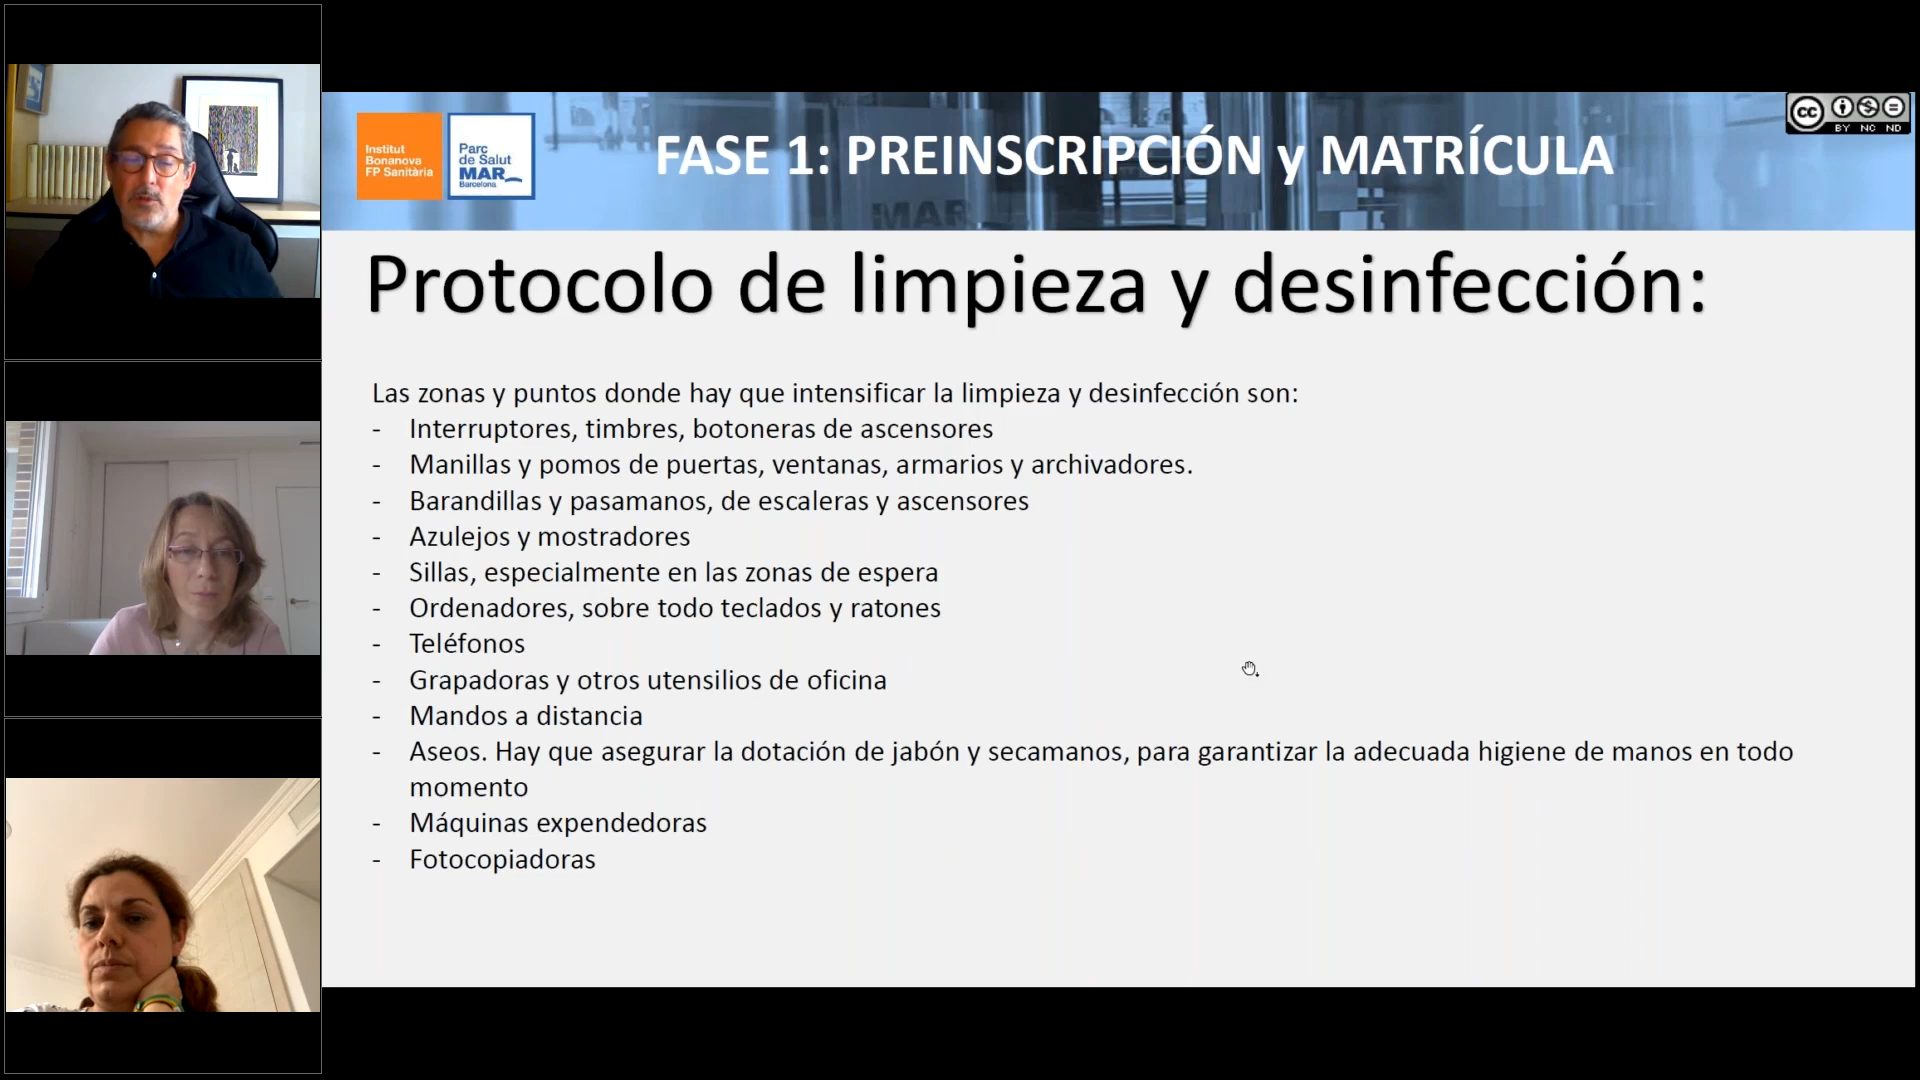 Institut
Bonanova
FP Sanitària
Parc
de Salut
MAR
Barcelona
FASE 1: PREINSCRIPCIÓN y MATRÍCULA
MAR
cc
BY NC ND
Protocolo de limpieza y desinfección:
Las zonas y puntos donde hay que intensificar la limpieza y desinfección son:
- Interruptores, timbres, botoneras de ascensores
- Manillas y pomos de puertas, ventanas, armarios y archivadores.
- Barandillas y pasamanos, de escaleras y ascensores
- Azulejos y mostradores
- Sillas, especialmente en las zonas de espera
- Ordenadores, sobre todo teclados y ratones
- Teléfonos
- Grapadoras y otros utensilios de oficina
- Mandos a distancia
- Aseos. Hay que asegurar la dotación de jabón y secamanos, para garantizar la adecuada higiene de manos en todo
momento
- Máquinas expendedoras
- Fotocopiadoras